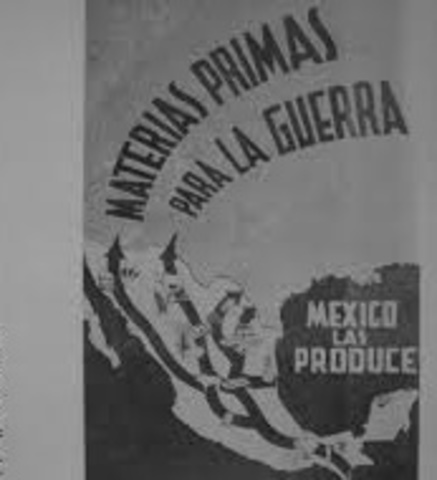 MATERIAS PRIMAS
PARA LA GUERRA
MEXICO
LAS
PRODUCE